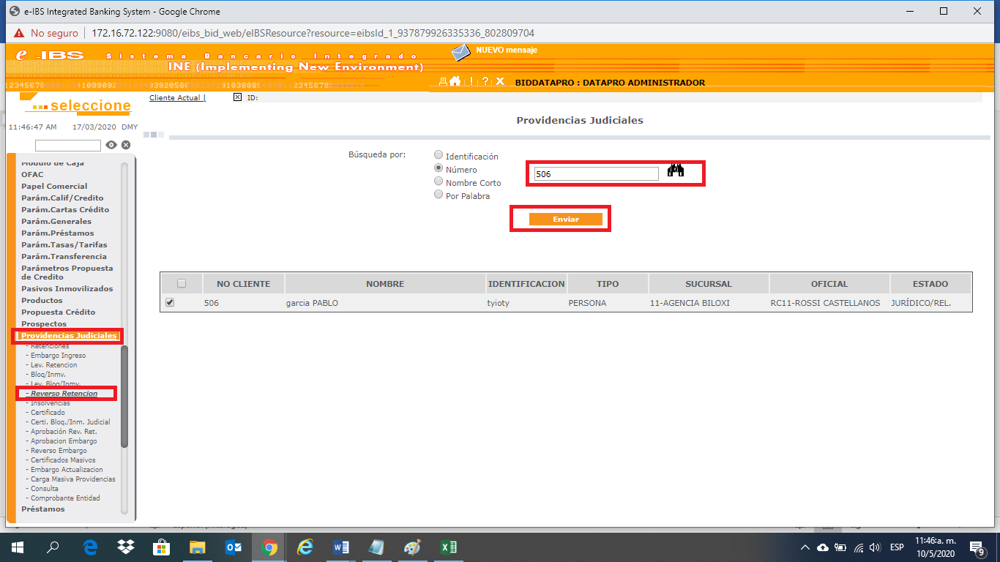 e-IBS Integrated Banking System - Google Chrome
No seguro | 172.16.72.122:9080/eibs_bid_web/eIBSResource?resource=eibsId_1_937879926335336_802809704
e -IBS Sistema Bancario Integrado
INE (Implementing New Environment)
NUEVO mensaje
! ? X BIDDATAPRO : DATAPRO ADMINISTRADOR
seleccione
Cliente Actual | ID:
11:46:47 AM 17/03/2020 DMY
Providencias Judiciales
Búsqueda por:
Identificación
Número
Nombre Corto
Por Palabra
506
Enviar
NO CLIENTE NOMBRE IDENTIFICACION TIPO SUCURSAL OFICIAL ESTADO
506 garcia PABLO tyioty PERSONA 11-AGENCIA BILOXI RC11-ROSSI CASTELLANOS JURÍDICO/REL.
Modulo de Caja
OFAC
Papel Comercial
Parám.Calif/Credito
Parám.Cartas Crédito
Parám.Generales
Parám.Préstamos
Parám.Tasas/Tarifas
Parám.Transferencia
Parámetros Propuesta
de Credito
Pasivos Inmovilizados
Productos
Propuesta Crédito
Prospectos
Providencias Judiciales
- Retenciones
- Embargo Ingreso
- Lev. Retencion
- Bloq/Inmv.
- Lev. Bloq/Inmv.
- Reverso Retencion
- Insolvencias
- Certificado
- Certi. Bloq./Inm. Judicial
- Aprobación Rev. Ret.
- Aprobacion Embargo
- Reverso Embargo
- Certificados Masivos
- Embargo Actualizacion
- Carga Masiva Providencias
- Consulta
- Comprobante Entidad
Préstamos
ESP
11:46:a. m.
10/5/2020
9